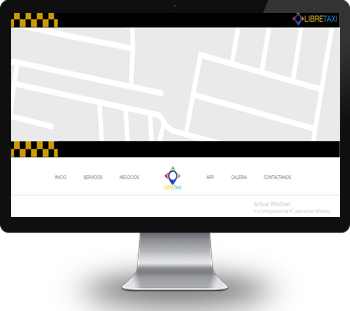 LIBRETAXI
INICIO SERVICIOS NEGOCIOS LIBRETAXI APP GALERIA CONTACTANOS
Activar Windows
Ir a Configuración de PC para activar Windows.